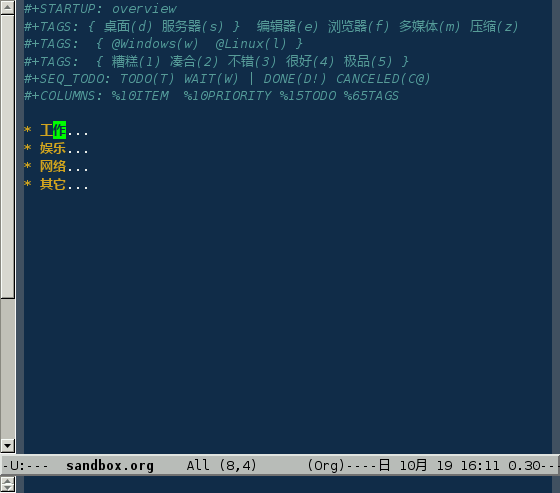 #+STARTUP: overview
#+TAGS: { 桌面(d) 服务器(s) }  编辑器(e) 浏览器(f) 多媒体(m) 压缩(z)
#+TAGS:  { @Windows(w)  @Linux(l) }
#+TAGS:  { 糟糕(1) 凑合(2) 不错(3) 很好(4) 极品(5) }
#+SEQ_TODO: TODO(T) WAIT(W) | DONE(D!) CANCELED(C@)
#+COLUMNS: %10ITEM  %10PRIORITY %15TODO %65TAGS
* 工作...
* 娱乐...
* 网络...
* 其它...
-U:---  sandbox.org    All (8,4)      (Org)----日 10月 19 16:11 0.30---